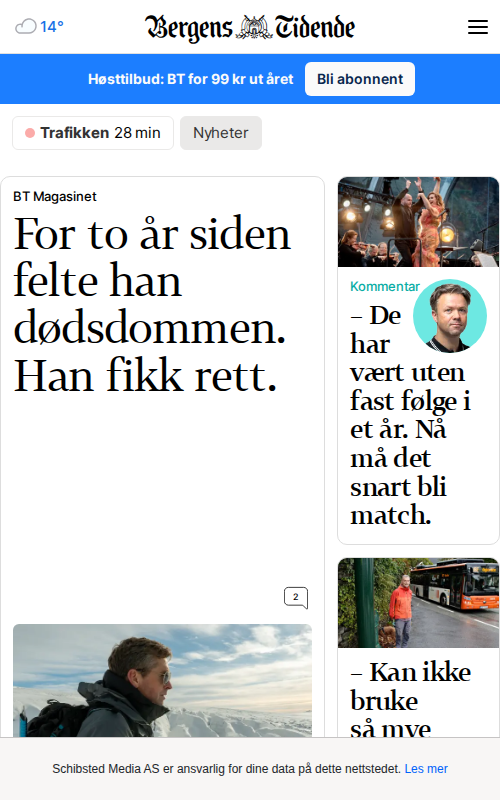 14°
Bergens Tidende
Høsttilbud: BT for 99 kr ut året
Bli abonnent
Trafikken 28 min
Nyheter
BT Magasinet
For to år siden
felte han
dødsdommen.
Han fikk rett.
2
Kommentar
– De
har
vært uten
fast følge i
et år. Nå
må det
snart bli
match.
– Kan ikke
bruke
så mye
Schibsted Media AS er ansvarlig for dine data på dette nettstedet. Les mer